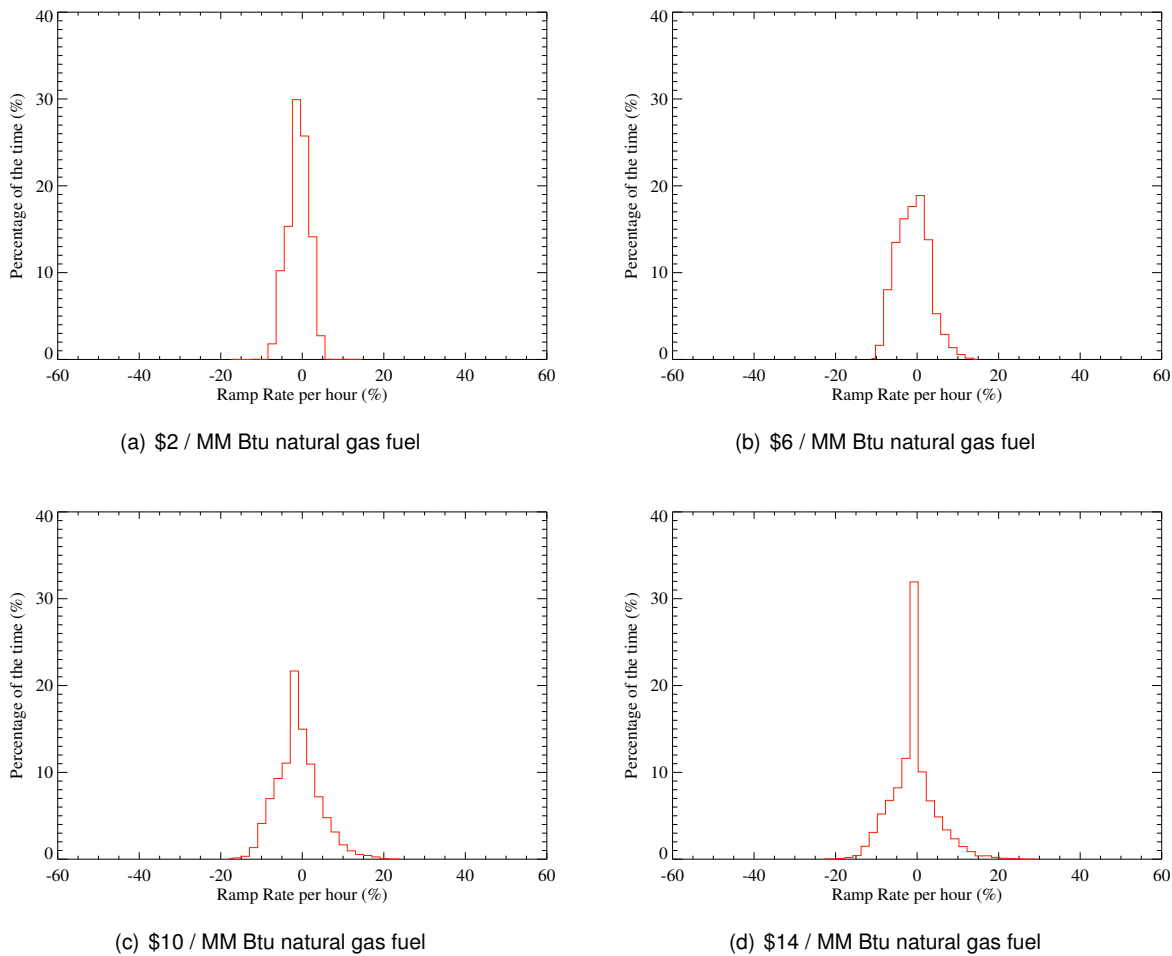 40
30
20
10
0
Percentage of the time (%)
-60 -40 -20 0 20 40 60
Ramp Rate per hour (%)
(a) $2 / MM Btu natural gas fuel
40
30
20
10
0
Percentage of the time (%)
-60 -40 -20 0 20 40 60
Ramp Rate per hour (%)
(b) $6 / MM Btu natural gas fuel
40
30
20
10
0
Percentage of the time (%)
-60 -40 -20 0 20 40 60
Ramp Rate per hour (%)
(c) $10 / MM Btu natural gas fuel
40
30
20
10
0
Percentage of the time (%)
-60 -40 -20 0 20 40 60
Ramp Rate per hour (%)
(d) $14 / MM Btu natural gas fuel